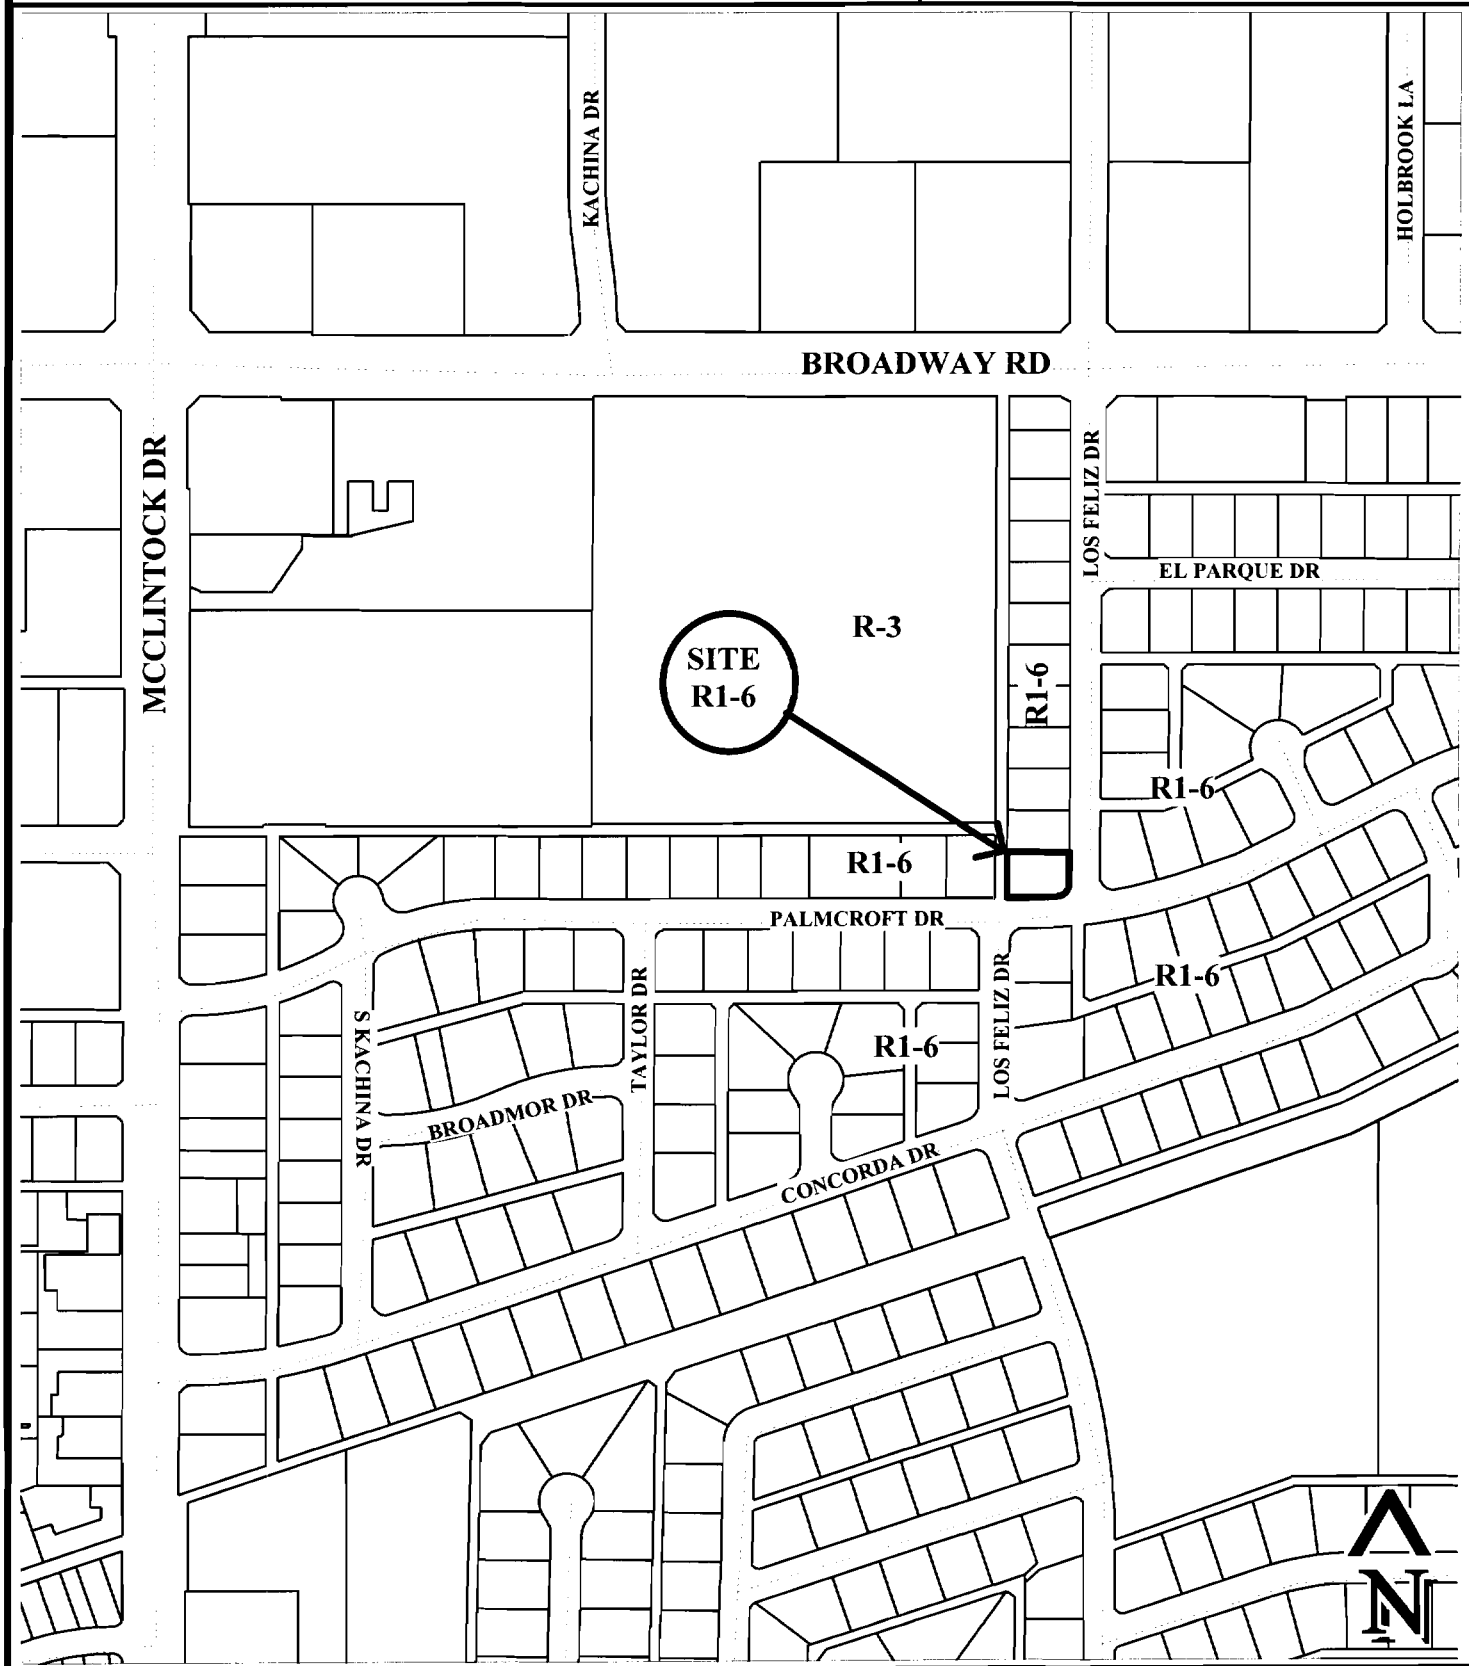 KACHINA DR
HOLBROOK LA
BROADWAY RD
MCCLINTOCK DR
LOS FELIZ DR
EL PARQUE DR
R-3
SITE
R1-6
R1-6
R1-6
R1-6
PALMCROFT DR
R1-6
LOS FELIZ DR
TAYLOR DR
S KACHINA DR
R1-6
BROADMOR DR
CONCORDA DR
N